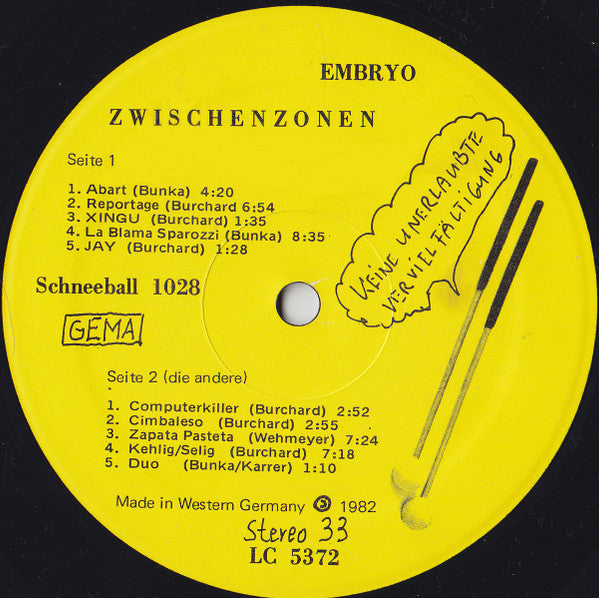 EMBRYO
ZWISCHENZONEN
Seite 1
1. Abart (Bunka) 4:20
2. Reportage (Burchard 6:54
3. XINGU (Burchard) 1:35
4. La Blama Sparozzi (Bunka) 8:35
5. JAY (Burchard) 1:28
KEINE UNERLAUBTE
VERVIELFÄLTIGUNG
Schneeball 1028
GEMA
Seite 2 (die andere)
1. Computerkiller (Burchard) 2:52
2. Cimbaleso (Burchard) 2:55
3. Zapata Pasteta (Wehmeyer) 7:24
4. Kehlig/Selig (Burchard) 7:18
5. Duo (Bunka/Karrer) 1:10
Made in Western Germany ℗ 1982
Stereo 33
LC 5372